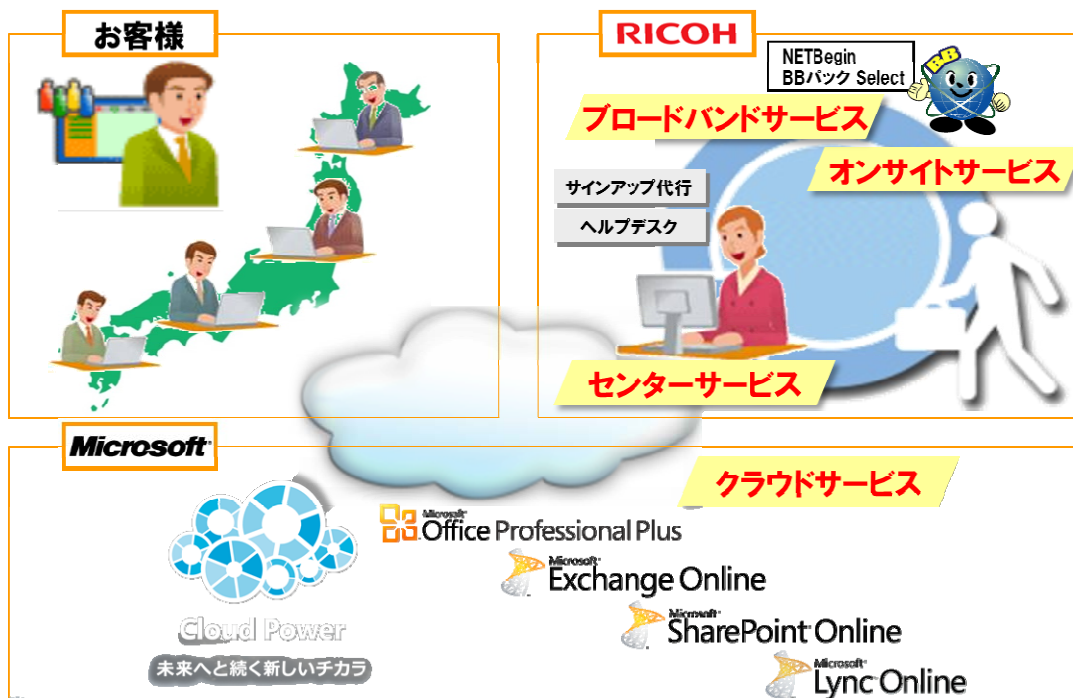 お客様
RICOH
NETBegin
BBパック Select
BB
ブロードバンドサービス
オンサイトサービス
サインアップ代行
ヘルプデスク
センターサービス
Microsoft
クラウドサービス
Microsoft
Office Professional Plus
Microsoft
Exchange Online
Microsoft
SharePoint Online
Microsoft
Lync Online
Cloud Power
未来へと続く新しいチカラ